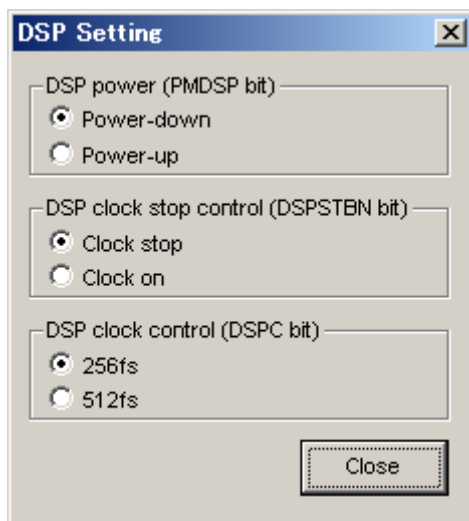 DSP Setting
DSP power (PMDSP bit)
Power-down
Power-up
DSP clock stop control (DSPSTBN bit)
Clock stop
Clock on
DSP clock control (DSPC bit)
256fs
512fs
Close